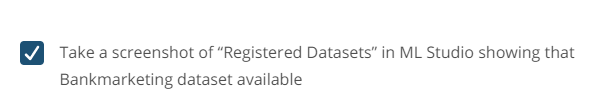 Take a screenshot of “Registered Datasets” in ML Studio showing that
Bankmarketing dataset available